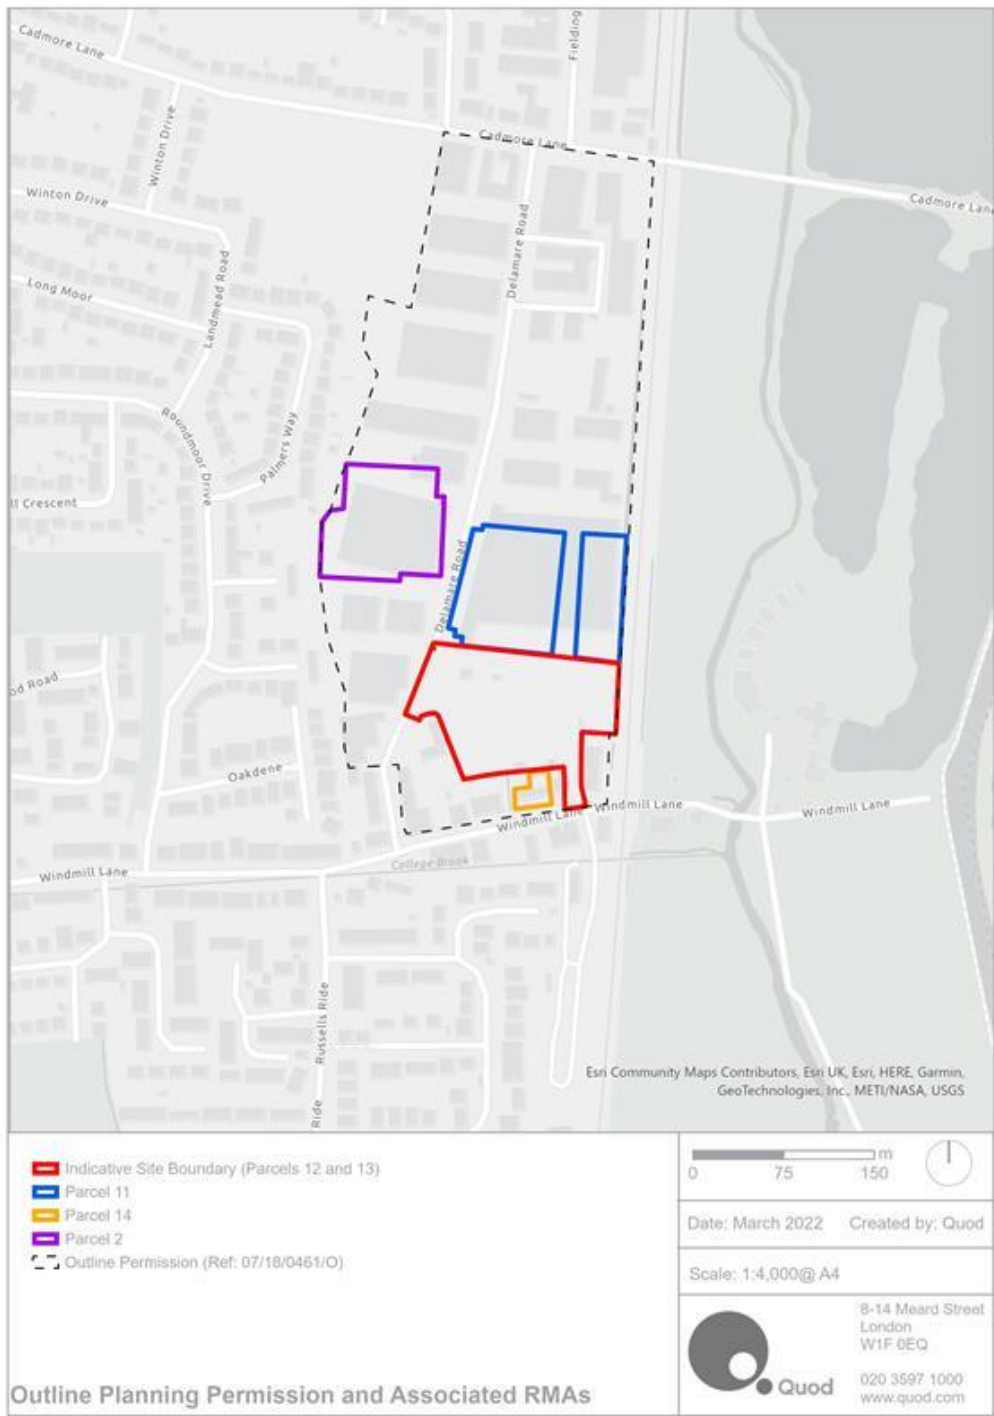 Cadmore Lane
Fielding
Cadmore Lane
Winton Drive
Winton Drive
Cadmore Lane
Delamare Road
Landmead Road
Long Moor
Roundmoor Drive
Palmers Way
ll Crescent
Delamare Road
od Road
Oakdene
Windmill Lane
Windmill Lane
Windmill Lane
College Brook
Windmill Lane
Russells Ride
Ride
Esri Community Maps Contributors, Esri UK, Esri, HERE, Garmin,
GeoTechnologies, Inc., METI/NASA, USGS
Indicative Site Boundary (Parcels 12 and 13)
Parcel 11
Parcel 14
Parcel 2
Outline Permission (Ref: 07/18/0461/O)
Outline Planning Permission and Associated RMAs
m
0 75 150
Date: March 2022 Created by: Quod
Scale: 1:4,000@ A4
Quod
8-14 Meard Street
London
W1F 0EQ
020 3597 1000
www.quod.com